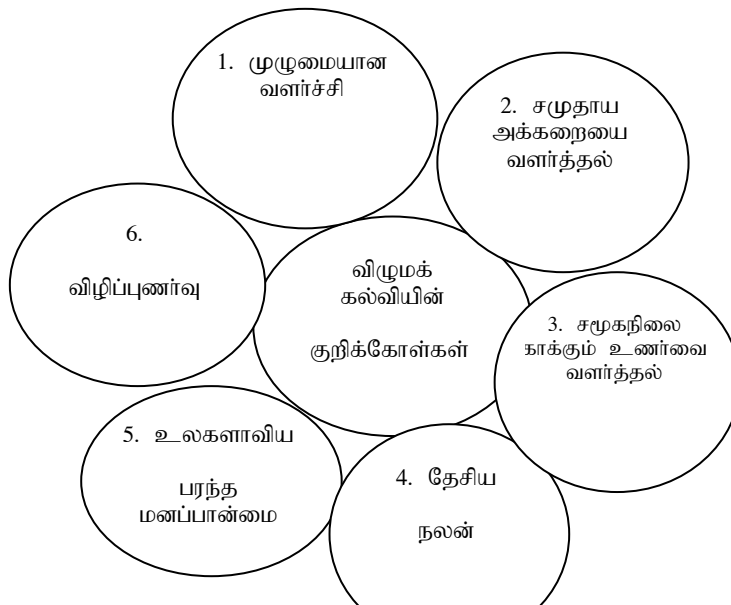 1. முழுமையான
வளர்ச்சி
2. சமுதாய
அக்கறையை
வளர்த்தல்
6.
விழிப்புணர்வு
விழுமக்
கல்வியின்
குறிக்கோள்கள்
3. சமூகநிலை
காக்கும் உணர்வை
வளர்த்தல்
5. உலகளாவிய
பரந்த
மனப்பான்மை
4. தேசிய
நலன்